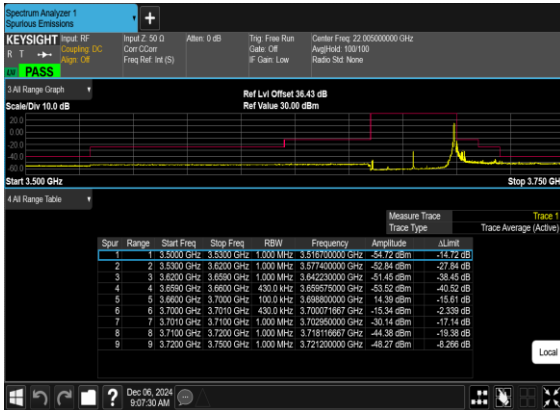 Spectrum Analyzer 1
Spurious Emissions
+
KEYSIGHT Input: RF Input Z: 50 Ω Atten: 0 dB Trig: Free Run Center Freq: 22.005000000 GHz
R T Coupling: DC Corr CCorr Gate: Off Avg|Hold: 100/100
Align: Off Freq Ref: Int (S) IF Gain: Low Radio Std: None
PASS
3 All Range Graph
Ref Lvl Offset 36.43 dB
Scale/Div 10.0 dB Ref Value 30.00 dBm
20.0
0.00
-20.0
-40.0
-60.0
Start 3.500 GHz Stop 3.750 GH
4 All Range Table
Measure Trace Trace 1
Trace Type Trace Average (Active)
Spur Range Start Freq Stop Freq RBW Frequency Amplitude ΔLimit
1 1 3.5000 GHz 3.5300 GHz 1.000 MHz 3.516700000 GHz -54.72 dBm -14.72 dB
2 2 3.5300 GHz 3.6200 GHz 1.000 MHz 3.577400000 GHz -52.84 dBm -27.84 dB
3 3 3.6200 GHz 3.6590 GHz 1.000 MHz 3.642230000 GHz -51.45 dBm -38.45 dB
4 4 3.6590 GHz 3.6600 GHz 430.0 kHz 3.659575000 GHz -53.52 dBm -40.52 dB
5 5 3.6600 GHz 3.7000 GHz 100.0 kHz 3.698800000 GHz 14.39 dBm -15.61 dB
6 6 3.7000 GHz 3.7010 GHz 430.0 kHz 3.700071667 GHz -15.34 dBm -2.339 dB
7 7 3.7010 GHz 3.7100 GHz 1.000 MHz 3.702950000 GHz -30.14 dBm -17.14 dB
8 8 3.7100 GHz 3.7200 GHz 1.000 MHz 3.718116667 GHz -44.38 dBm -19.38 dB
9 9 3.7200 GHz 3.7500 GHz 1.000 MHz 3.721200000 GHz -48.27 dBm -8.266 dB
Local
? Dec 06, 2024
9:07:30 AM